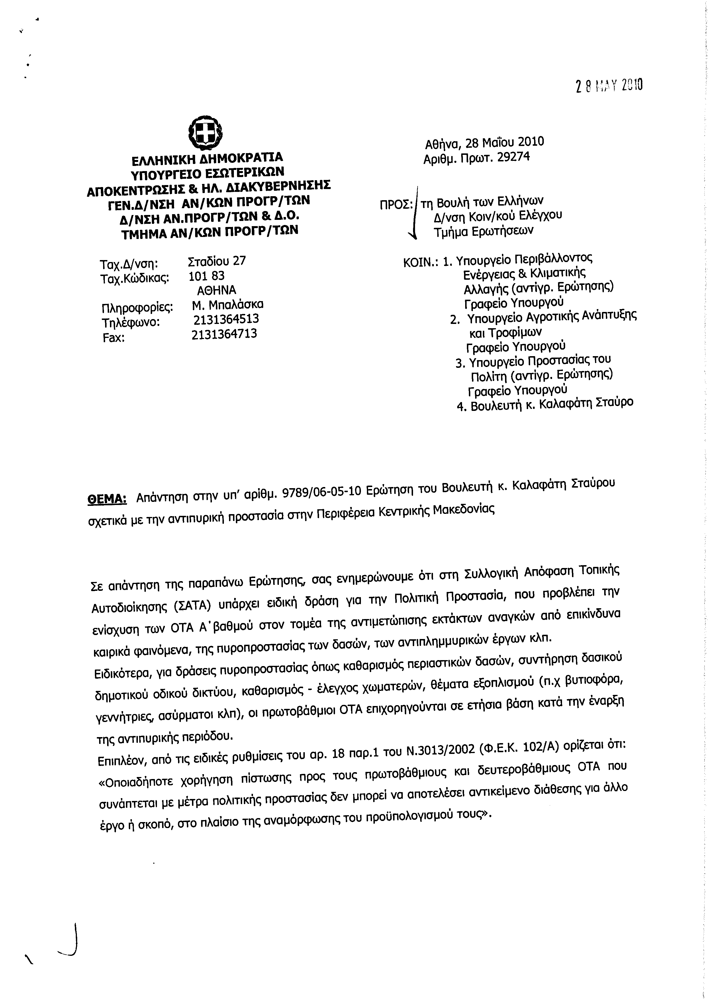 28 ΜΑΥ 2010
ΕΛΛΗΝΙΚΗ ΔΗΜΟΚΡΑΤΙΑ
ΥΠΟΥΡΓΕΙΟ ΕΣΩΤΕΡΙΚΩΝ
ΑΠΟΚΕΝΤΡΩΣΗΣ & ΗΛ. ΔΙΑΚΥΒΕΡΝΗΣΗΣ
ΓΕΝ.Δ/ΝΣΗ ΑΝ/ΚΩΝ ΠΡΟΓΡ/ΤΩΝ
Δ/ΝΣΗ ΑΝ.ΠΡΟΓΡ/ΤΩΝ & Δ.Ο.
ΤΜΗΜΑ ΑΝ/ΚΩΝ ΠΡΟΓΡ/ΤΩΝ
Ταχ.Δ/νση: Σταδίου 27
Ταχ.Κώδικας: 101 83
ΑΘΗΝΑ
Πληροφορίες: Μ. Μπαλάσκα
Τηλέφωνο: 2131364513
Fax: 2131364713
Αθήνα, 28 Μαΐου 2010
Αριθμ. Πρωτ. 29274
ΠΡΟΣ: τη Βουλή των Ελλήνων
Δ/νση Κοιν/κού Ελέγχου
Τμήμα Ερωτήσεων
ΚΟΙΝ.: 1. Υπουργείο Περιβάλλοντος
Ενέργειας & Κλιματικής
Αλλαγής (αντίγρ. Ερώτησης)
Γραφείο Υπουργού
2. Υπουργείο Αγροτικής Ανάπτυξης
και Τροφίμων
Γραφείο Υπουργού
3. Υπουργείο Προστασίας του
Πολίτη (αντίγρ. Ερώτησης)
Γραφείο Υπουργού
4. Βουλευτή κ. Καλαφάτη Σταύρο
ΘΕΜΑ: Απάντηση στην υπ’ αρίθμ. 9789/06-05-10 Ερώτηση του Βουλευτή κ. Καλαφάτη Σταύρου
σχετικά με την αντιπυρική προστασία στην Περιφέρεια Κεντρικής Μακεδονίας
Σε απάντηση της παραπάνω Ερώτησης, σας ενημερώνουμε ότι στη Συλλογική Απόφαση Τοπικής
Αυτοδιοίκησης (ΣΑΤΑ) υπάρχει ειδική δράση για την Πολιτική Προστασία, που προβλέπει την
ενίσχυση των ΟΤΑ Α΄βαθμού στον τομέα της αντιμετώπισης εκτάκτων αναγκών από επικίνδυνα
καιρικά φαινόμενα, της πυροπροστασίας των δασών, των αντιπλημμυρικών έργων κλπ.
Ειδικότερα, για δράσεις πυροπροστασίας όπως καθαρισμός περιαστικών δασών, συντήρηση δασικού
δημοτικού οδικού δικτύου, καθαρισμός - έλεγχος χωματερών, θέματα εξοπλισμού (π.χ βυτιοφόρα,
γεννήτριες, ασύρματοι κλπ), οι πρωτοβάθμιοι ΟΤΑ επιχορηγούνται σε ετήσια βάση κατά την έναρξη
της αντιπυρικής περιόδου.
Επιπλέον, από τις ειδικές ρυθμίσεις του αρ. 18 παρ.1 του Ν.3013/2002 (Φ.Ε.Κ. 102/Α) ορίζεται ότι:
«Οποιαδήποτε χορήγηση πίστωσης προς τους πρωτοβάθμιους και δευτεροβάθμιους ΟΤΑ που
συνάπτεται με μέτρα πολιτικής προστασίας δεν μπορεί να αποτελέσει αντικείμενο διάθεσης για άλλο
έργο ή σκοπό, στο πλαίσιο της αναμόρφωσης του προϋπολογισμού τους».